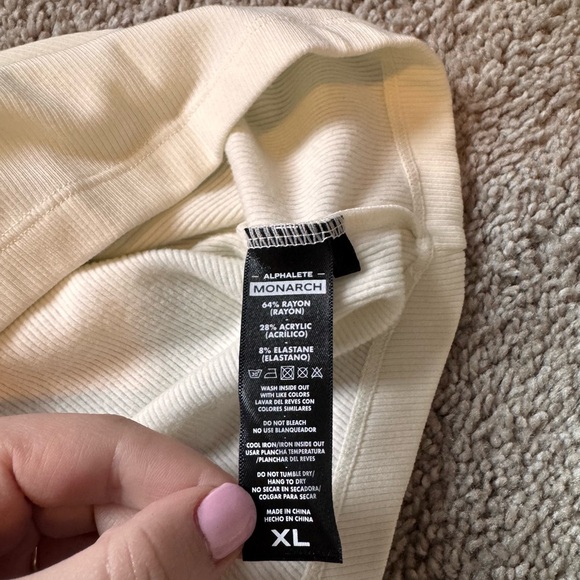 — ALPHALETE —
MONARCH
64% RAYON
(RAYON)
-
28% ACRYLIC
(ACRÍLICO)
-
8% ELASTANE
(ELASTANO)
30°
WASH INSIDE OUT
WITH LIKE COLORS
LAVAR DEL REVES CON
COLORES SIMILARES
-
DO NOT BLEACH
NO USE BLANQUEADOR
-
COOL IRON/IRON INSIDE OUT
USAR PLANCHA TEMPERATURA
/PLANCHAR DEL REVES
-
DO NOT TUMBLE DRY/
HANG TO DRY
NO SECAR EN SECADORA/
COLGAR PARA SECAR
-
MADE IN CHINA
HECHO EN CHINA
XL